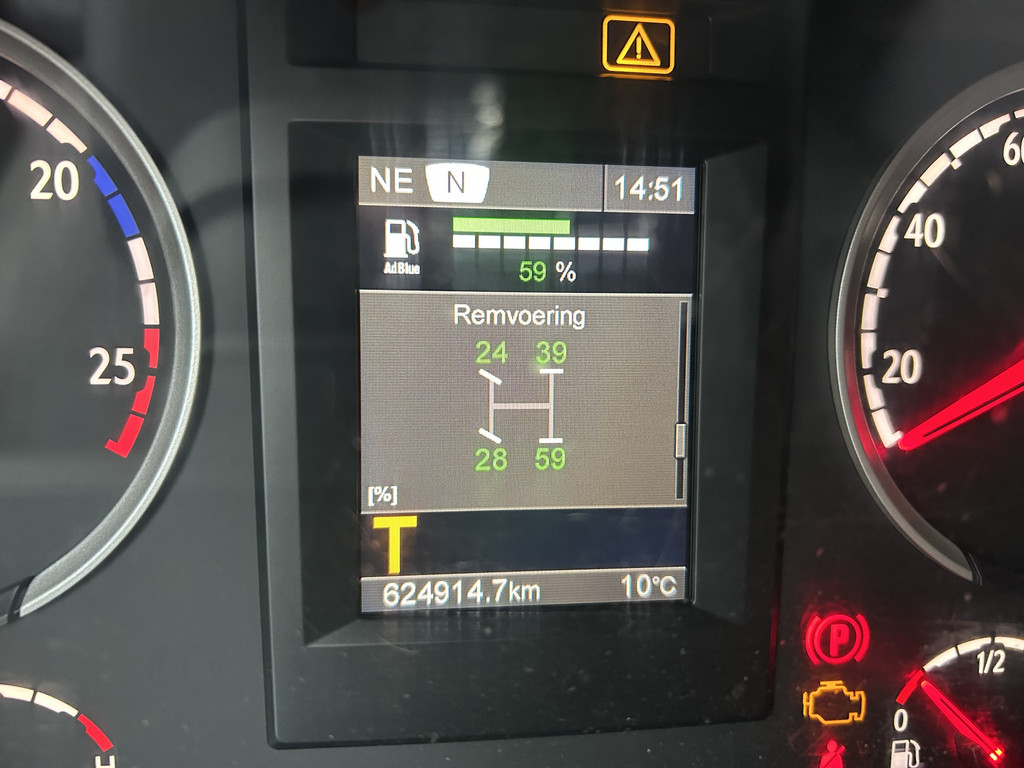 NE N 14:51
AdBlue
59 %
Remvoering
24 39
28 59
[%]
T
624914.7km 10°C
20
25
H
60
40
20
P
1/2
0